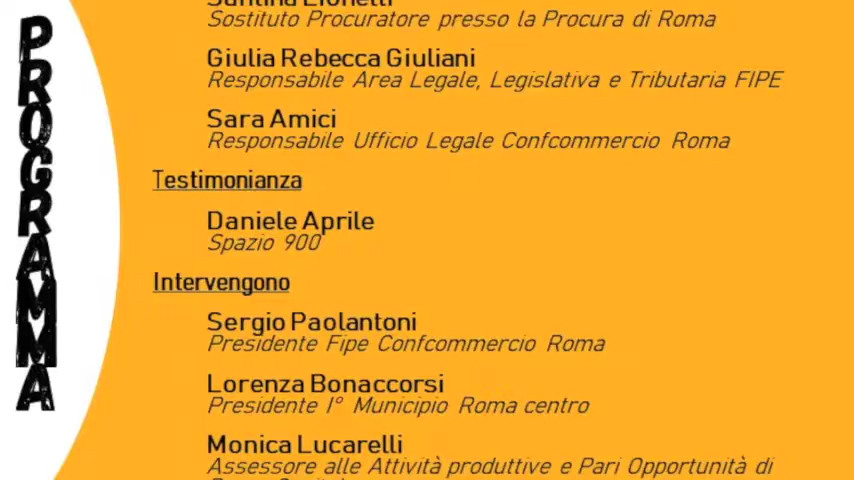 PROGRAMMA
Santina Lionetti
Sostituto Procuratore presso la Procura di Roma
Giulia Rebecca Giuliani
Responsabile Area Legale, Legislativa e Tributaria FIPE
Sara Amici
Responsabile Ufficio Legale Confcommercio Roma
Testimonianza
Daniele Aprile
Spazio 900
Intervengono
Sergio Paolantoni
Presidente Fipe Confcommercio Roma
Lorenza Bonaccorsi
Presidente I° Municipio Roma centro
Monica Lucarelli
Assessore alle Attività produttive e Pari Opportunità di